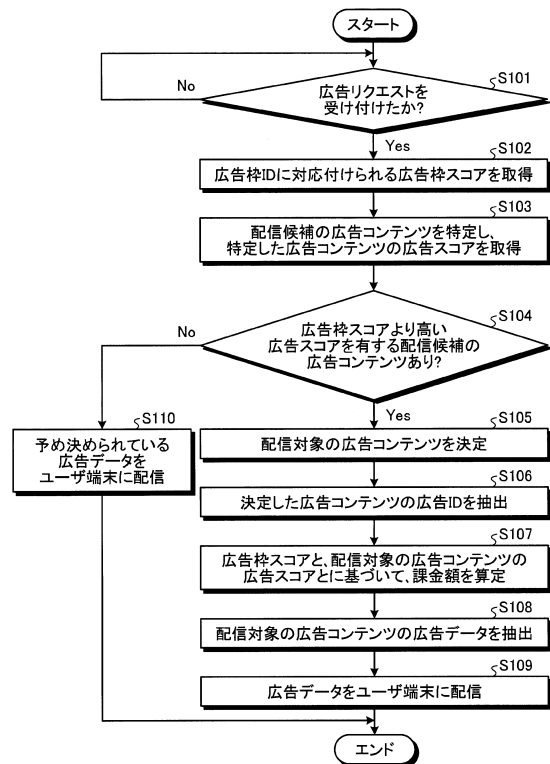 スタート
S101
広告リクエストを
受け付けたか?
No
Yes
S102
広告枠IDに対応付けられる広告枠スコアを取得
S103
配信候補の広告コンテンツを特定し、
特定した広告コンテンツの広告スコアを取得
S104
広告枠スコアより高い
広告スコアを有する配信候補の
広告コンテンツあり?
No
Yes
S110
予め決められている
広告データを
ユーザ端末に配信
S105
配信対象の広告コンテンツを決定
S106
決定した広告コンテンツの広告IDを抽出
S107
広告枠スコアと、配信対象の広告コンテンツの
広告スコアとに基づいて、課金額を算定
S108
配信対象の広告コンテンツの広告データを抽出
S109
広告データをユーザ端末に配信
エンド